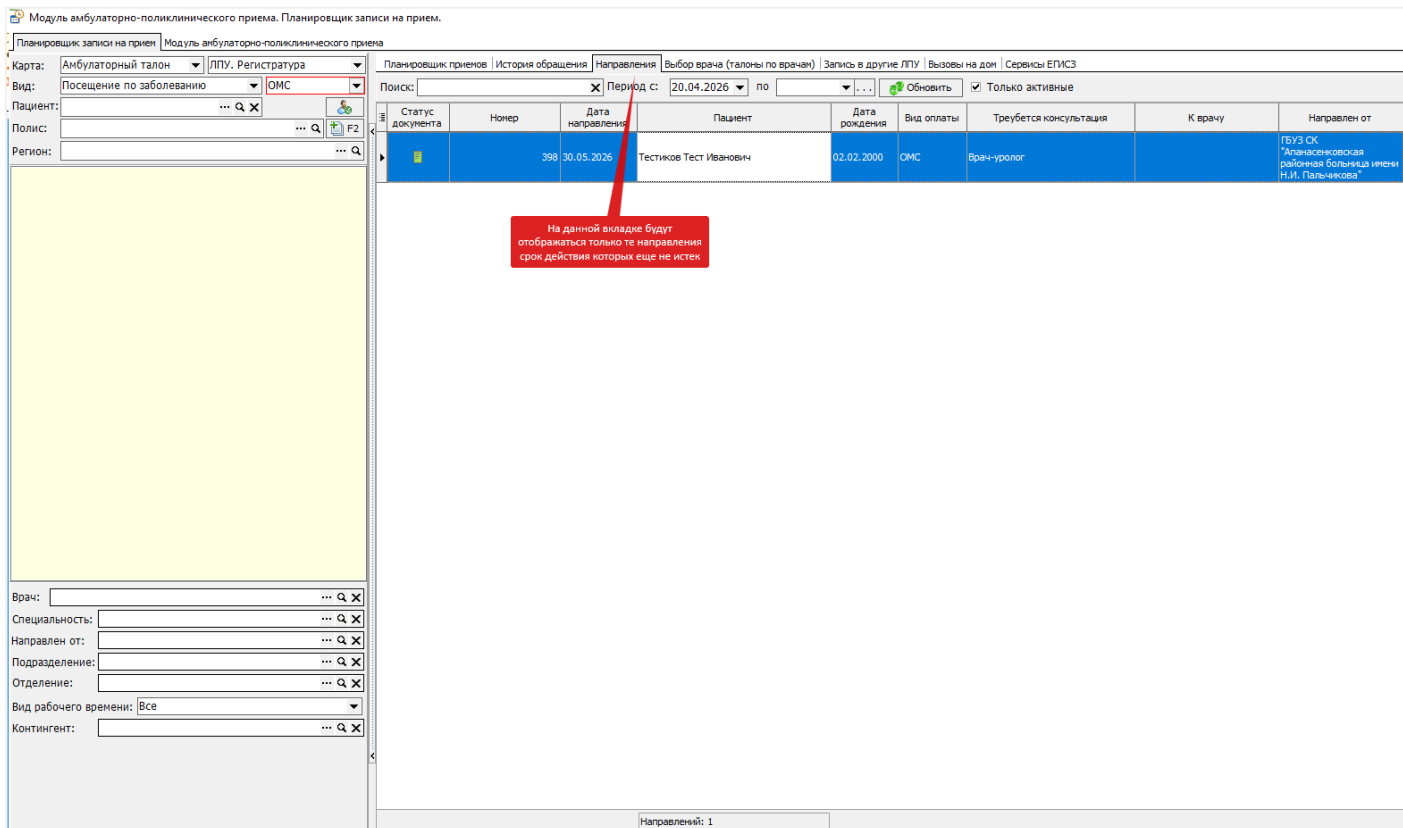 Модуль амбулаторно-поликлинического приема. Планировщик записи на прием.
Планировщик записи на прием Модуль амбулаторно-поликлинического приема
Карта: Амбулаторный талон ЛПУ. Регистратура
Вид: Посещение по заболеванию ОМС
Пациент:
Полис: F2
Регион:
Планировщик приемов История обращения Направления Выбор врача (талоны по врачам) Запись в другие ЛПУ Вызовы на дом Сервисы ЕГИСЗ
Поиск: Период с: 20.04.2026 по ... Обновить Только активные
Статус документа Номер Дата направления Пациент Дата рождения Вид оплаты Треубется консультация К врачу Направлен от
398 30.05.2026 Тестиков Тест Иванович 02.02.2000 ОМС Врач-уролог
ГБУЗ СК
"Апанасенковская
районная больница имени
Н.И. Пальчикова"
На данной вкладке будут
отображаться только те направления
срок действия которых еще не истек
Врач:
Специальность:
Направлен от:
Подразделение:
Отделение:
Вид рабочего времени: Все
Контингент:
Направлений: 1